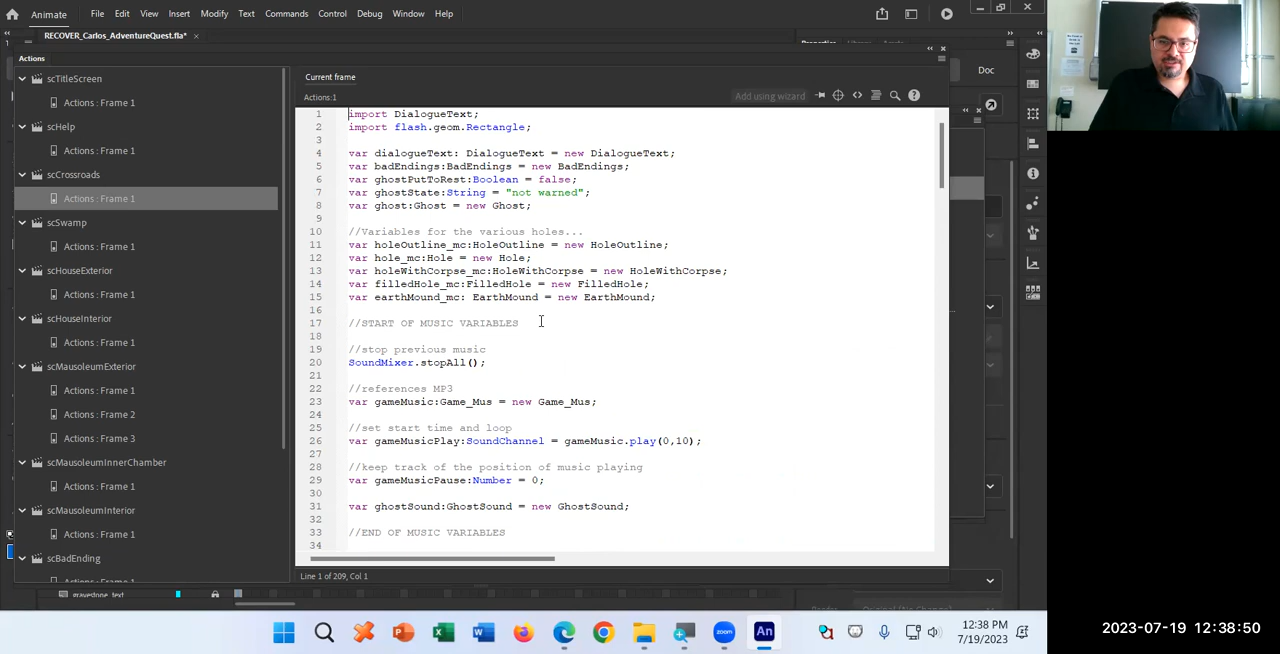 Animate File Edit View Insert Modify Text Commands Control Debug Window Help
RECOVER_Carlos_AdventureQuest.fla* ×
Actions
Current frame
Actions:1
Add using wizard
Doc
scTitleScreen
Actions : Frame 1
scHelp
Actions : Frame 1
scCrossroads
Actions : Frame 1
scSwamp
Actions : Frame 1
scHouseExterior
Actions : Frame 1
scHouseInterior
Actions : Frame 1
scMausoleumExterior
Actions : Frame 1
Actions : Frame 2
Actions : Frame 3
scMausoleumInnerChamber
Actions : Frame 1
scMausoleumInterior
Actions : Frame 1
scBadEnding
Actions : Frame 1
1 import DialogueText;
2 import flash.geom.Rectangle;
3
4 var dialogueText: DialogueText = new DialogueText;
5 var badEndings:BadEndings = new BadEndings;
6 var ghostPutToRest:Boolean = false;
7 var ghostState:String = "not warned";
8 var ghost:Ghost = new Ghost;
9
10 //Variables for the various holes...
11 var holeOutline_mc:HoleOutline = new HoleOutline;
12 var hole_mc:Hole = new Hole;
13 var holeWithCorpse_mc:HoleWithCorpse = new HoleWithCorpse;
14 var filledHole_mc:FilledHole = new FilledHole;
15 var earthMound_mc: EarthMound = new EarthMound;
16
17 //START OF MUSIC VARIABLES
18
19 //stop previous music
20 SoundMixer.stopAll();
21
22 //references MP3
23 var gameMusic:Game_Mus = new Game_Mus;
24
25 //set start time and loop
26 var gameMusicPlay:SoundChannel = gameMusic.play(0,10);
27
28 //keep track of the position of music playing
29 var gameMusicPause:Number = 0;
30
31 var ghostSound:GhostSound = new GhostSound;
32
33 //END OF MUSIC VARIABLES
34
Line 1 of 209, Col 1
gravestone_text
zoom
An
12:38 PM
7/19/2023
2023-07-19 12:38:50